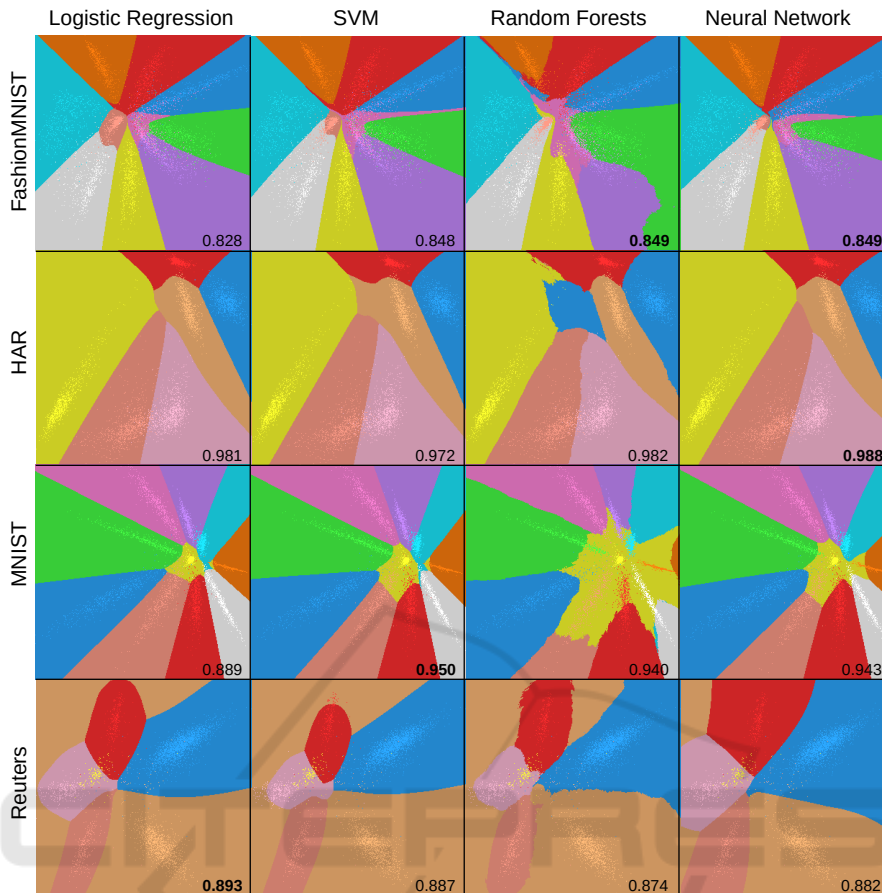 Logistic Regression SVM Random Forests Neural Network
FashionMNIST
0.828 0.848 0.849 0.849
HAR
0.981 0.972 0.982 0.988
MNIST
0.889 0.950 0.940 0.943
Reuters
0.893 0.887 0.874 0.882